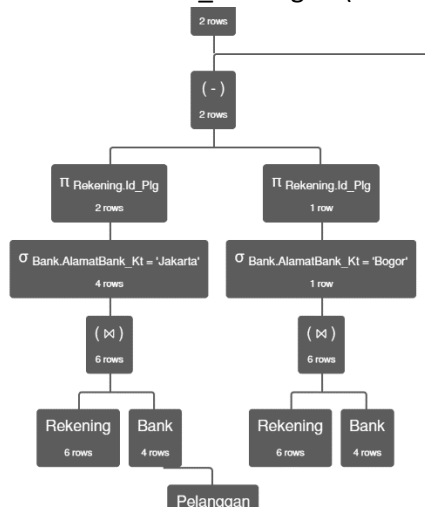 2 rows
( - )
2 rows
π Rekening.Id_Plg
2 rows
π Rekening.Id_Plg
1 row
σ Bank.AlamatBank_Kt = 'Jakarta'
4 rows
σ Bank.AlamatBank_Kt = 'Bogor'
1 row
( ⋈ )
6 rows
( ⋈ )
6 rows
Rekening
6 rows
Bank
4 rows
Rekening
6 rows
Bank
4 rows
Pelanggan